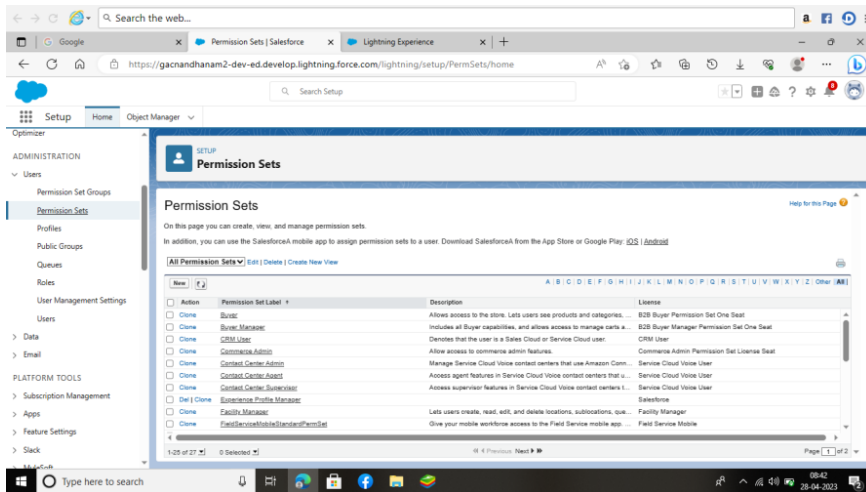 Search the web...
a
Google
Permission Sets | Salesforce
Lightning Experience
https://gacnandhanam2-dev-ed.develop.lightning.force.com/lightning/setup/PermSets/home
Search Setup
8
Setup
Home
Object Manager
Optimizer
ADMINISTRATION
Users
Permission Set Groups
Permission Sets
Profiles
Public Groups
Queues
Roles
User Management Settings
Users
Data
Email
PLATFORM TOOLS
Subscription Management
Apps
Feature Settings
Slack
MuleSoft
SETUP
Permission Sets
Permission Sets
Help for this Page
On this page you can create, view, and manage permission sets.
In addition, you can use the SalesforceA mobile app to assign permission sets to a user. Download SalesforceA from the App Store or Google Play: iOS | Android
All Permission Sets Edit | Delete | Create New View
New
A | B | C | D | E | F | G | H | I | J | K | L | M | N | O | P | Q | R | S | T | U | V | W | X | Y | Z | Other | All
Action Permission Set Label ↑ Description License
Clone Buyer Allows access to the store. Lets users see products and categories, ... B2B Buyer Permission Set One Seat
Clone Buyer Manager Includes all Buyer capabilities, and allows access to manage carts a... B2B Buyer Manager Permission Set One Seat
Clone CRM User Denotes that the user is a Sales Cloud or Service Cloud user. CRM User
Clone Commerce Admin Allow access to commerce admin features. Commerce Admin Permission Set License Seat
Clone Contact Center Admin Manage Service Cloud Voice contact centers that use Amazon Conn... Service Cloud Voice User
Clone Contact Center Agent Access agent features in Service Cloud Voice contact centers that u... Service Cloud Voice User
Clone Contact Center Supervisor Access supervisor features in Service Cloud Voice contact centers t... Service Cloud Voice User
Del | Clone Experience Profile Manager Salesforce
Clone Facility Manager Lets users create, read, edit, and delete locations, sublocations, que... Facility Manager
Clone FieldServiceMobileStandardPermSet Give your mobile workforce access to the Field Service mobile app. ... Field Service Mobile
1-25 of 27 0 Selected Previous Next Page 1 of 2
Type here to search
08:42
28-04-2023